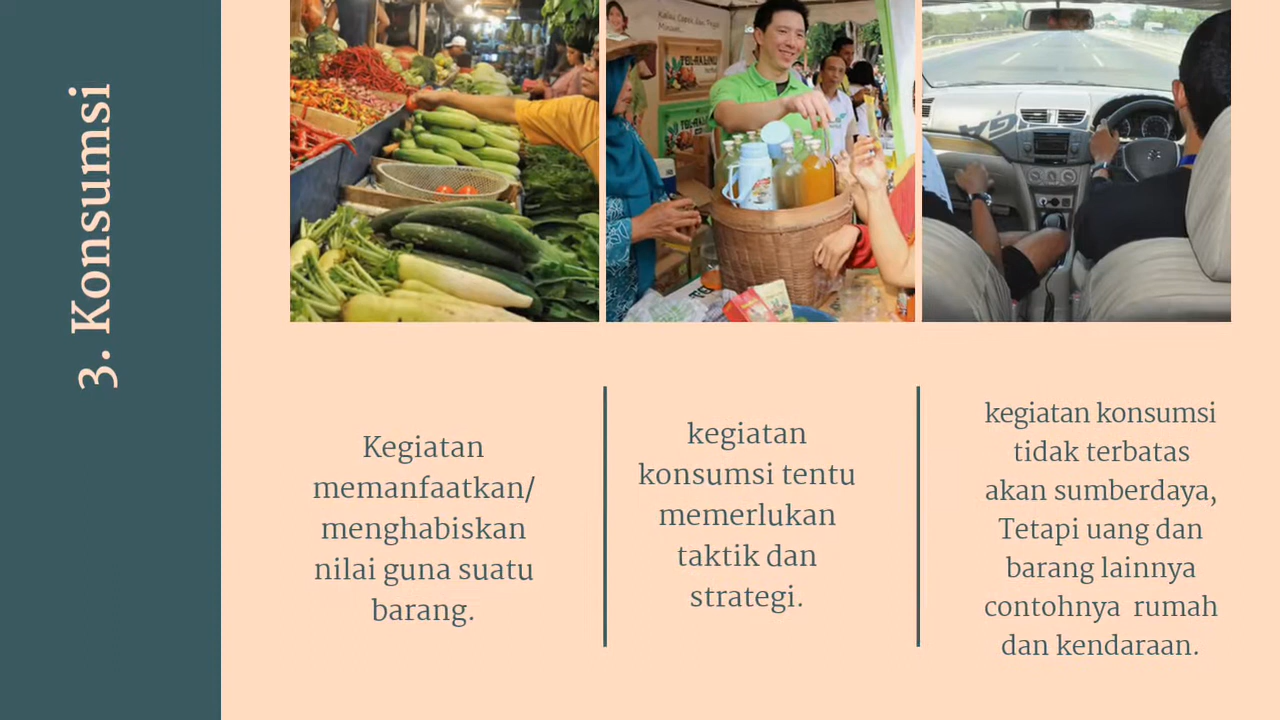 3. Konsumsi
Kegiatan
memanfaatkan/
menghabiskan
nilai guna suatu
barang.
kegiatan
konsumsi tentu
memerlukan
taktik dan
strategi.
kegiatan konsumsi
tidak terbatas
akan sumberdaya,
Tetapi uang dan
barang lainnya
contohnya  rumah
dan kendaraan.